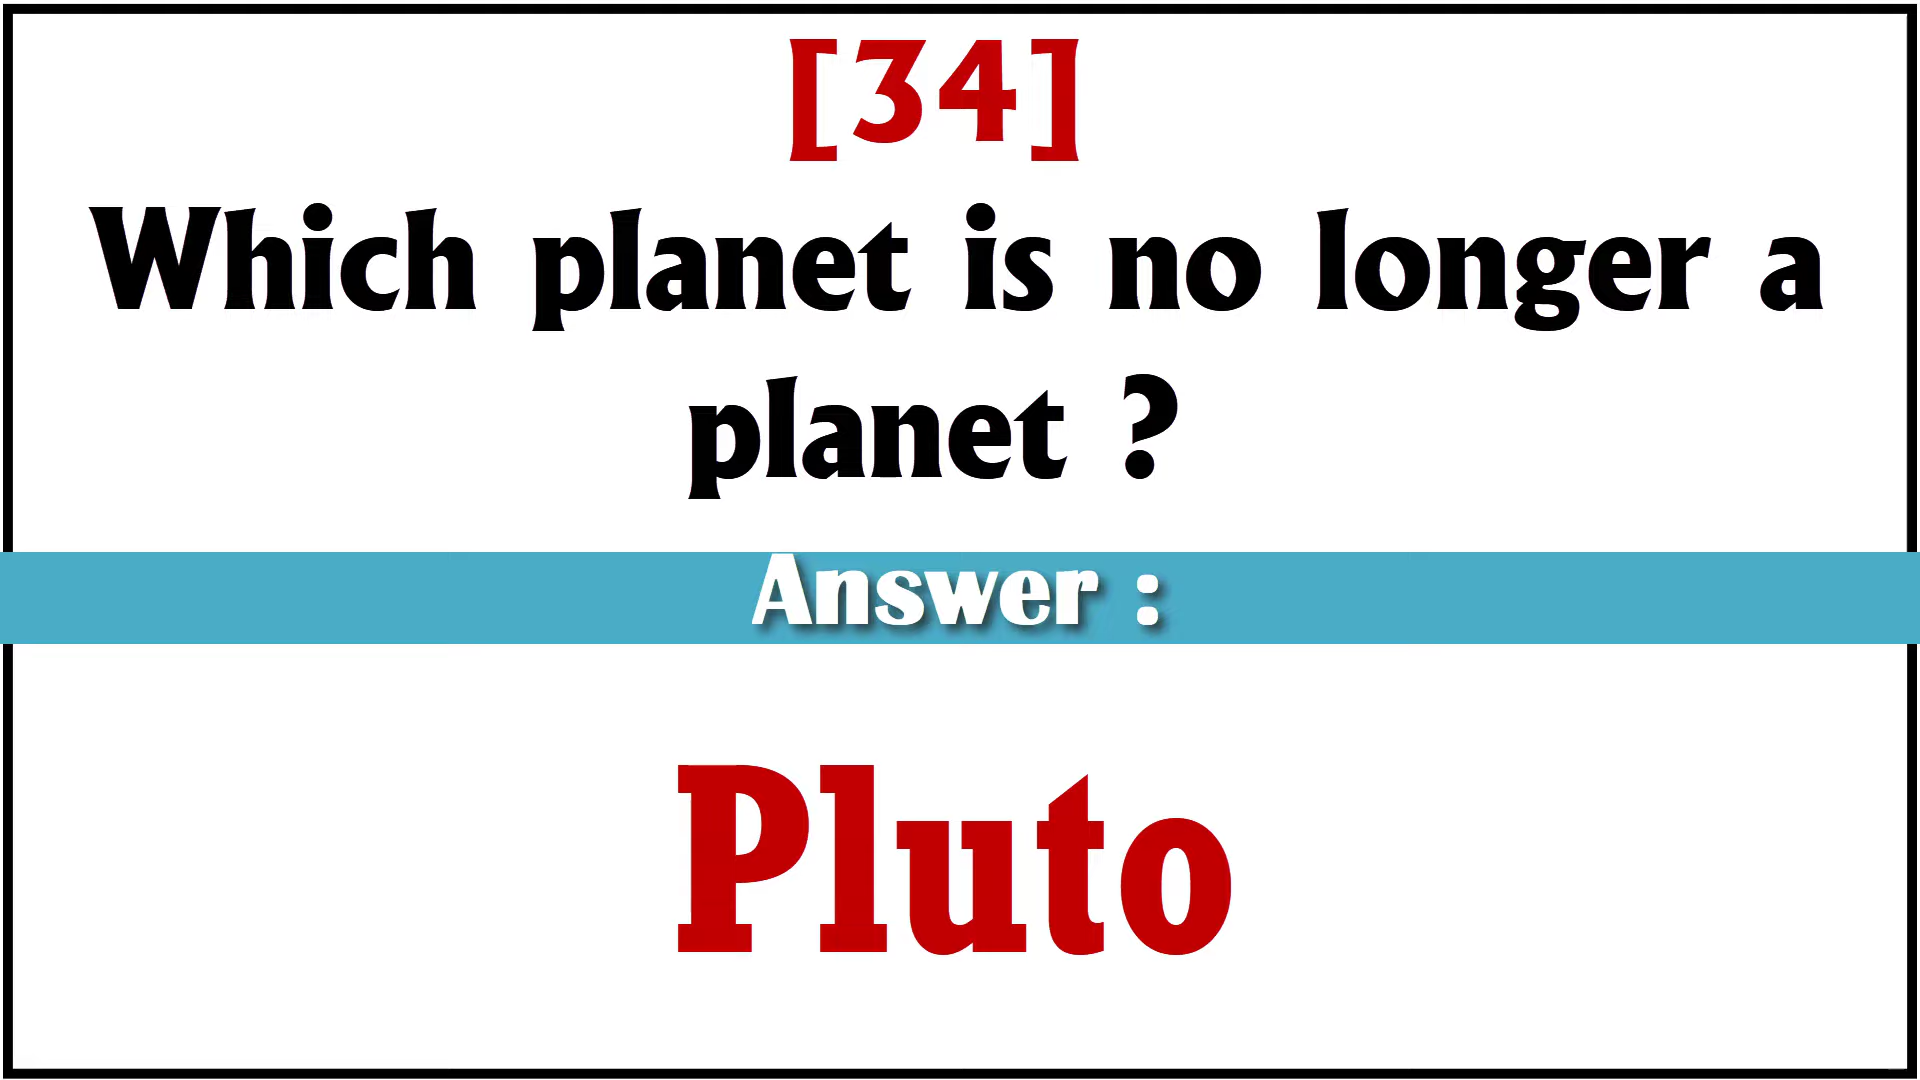 [34]
Which planet is no longer a
planet ?
Answer :
Pluto